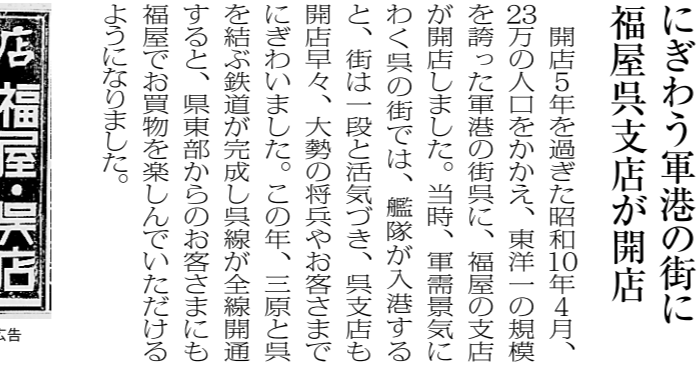 にぎわう軍港の街に
福屋呉支店が開店
開店5年を過ぎた昭和10年4月、
23万の人口をかかえ、東洋一の規模
を誇った軍港の街呉に、福屋の支店
が開店しました。当時、軍需景気に
わく呉の街では、艦隊が入港する
と、街は一段と活気づき、呉支店も
開店早々、大勢の将兵やお客さまで
にぎわいました。この年、三原と呉
を結ぶ鉄道が完成し呉線が全線開通
すると、県東部からのお客さまにも
福屋でお買物を楽しんでいただける
ようになりました。
店 福屋・呉店
広告